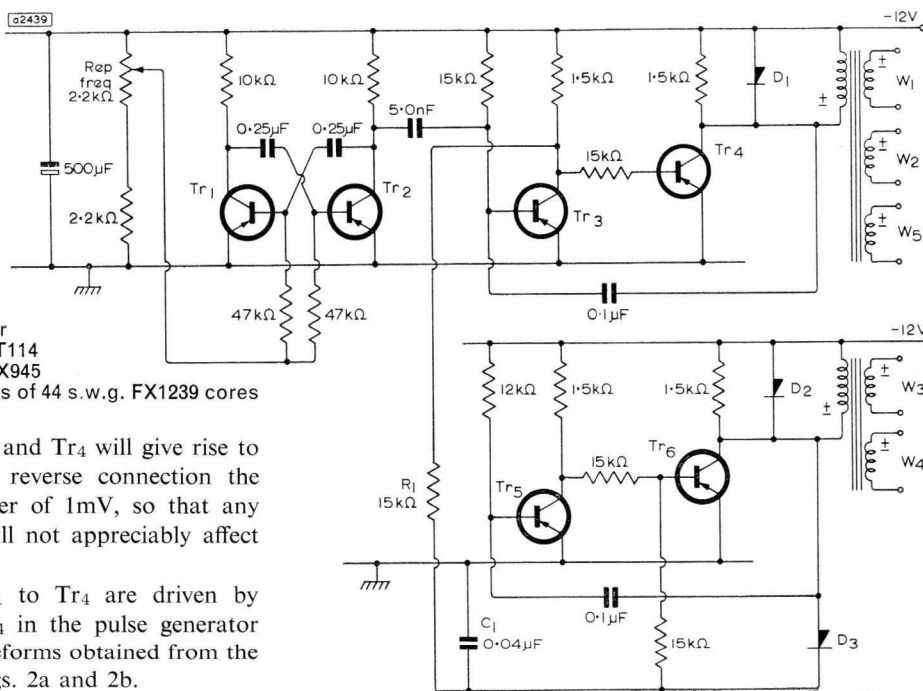 a2439
-12V
Rep freq 2·2kΩ
10kΩ
10kΩ
15kΩ
1·5kΩ
1·5kΩ
D1
±
±
W1
0·25μF
0·25μF
5·0nF
500μF
Tr1
Tr2
15kΩ
Tr4
±
W2
2·2kΩ
Tr3
±
W5
47kΩ
47kΩ
0·1μF
T114
X945
s of 44 s.w.g. FX1239 cores
-12V
12kΩ
1·5kΩ
1·5kΩ
D2
±
±
W3
Tr6
±
W4
R1
15kΩ
15kΩ
Tr5
C1
0·04μF
0·1μF
15kΩ
D3
and Tr4 will give rise to
reverse connection the
er of 1mV, so that any
ll not appreciably affect
to Tr4 are driven by
4 in the pulse generator
eforms obtained from the
gs. 2a and 2b.